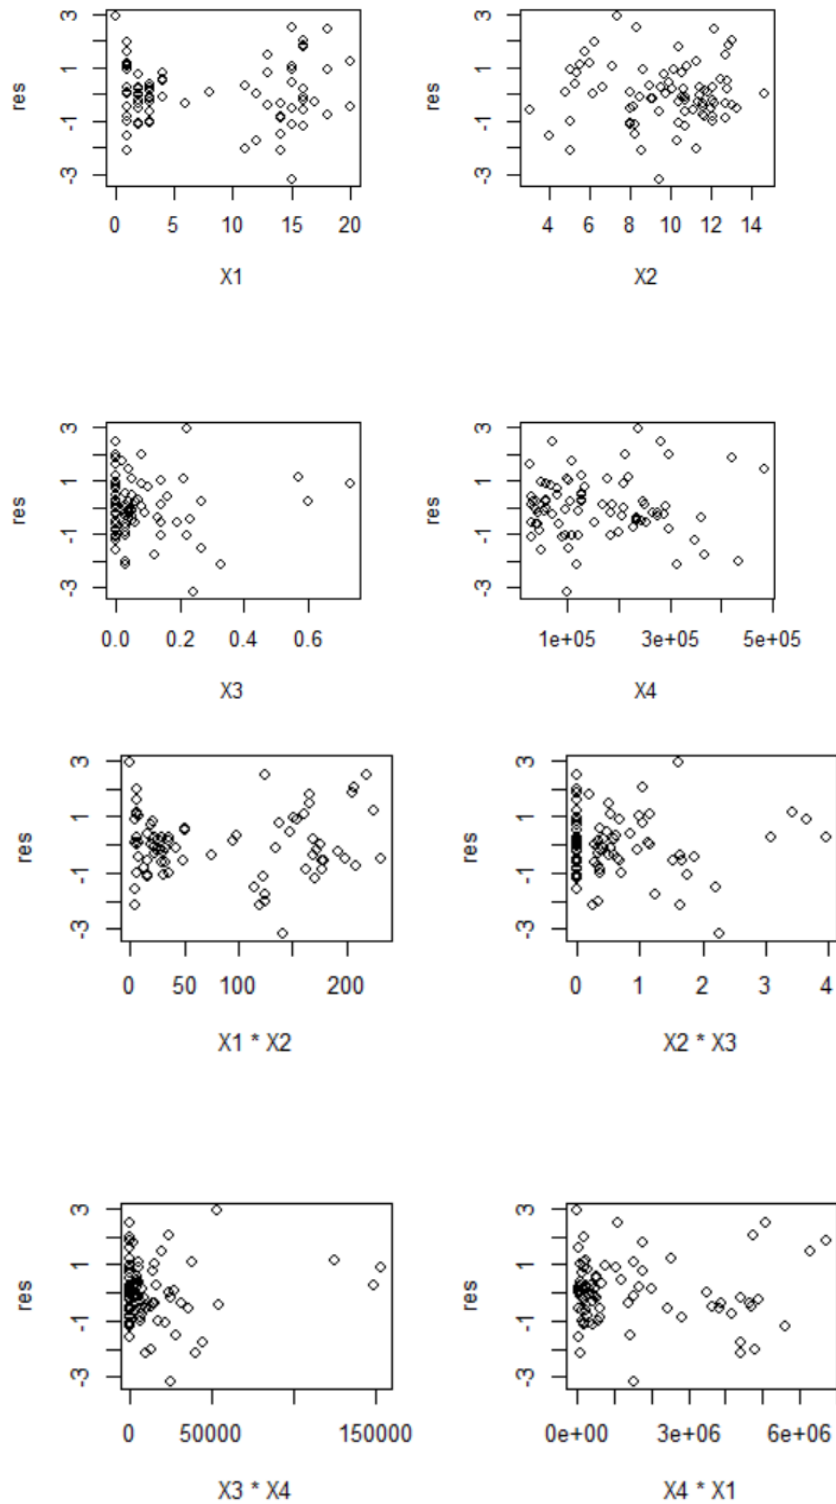 3
1
-1
-3
res
0 5 10 15 20
X1
3
1
-1
-3
res
4 6 8 10 12 14
X2
3
1
-1
-3
res
0.0 0.2 0.4 0.6
X3
3
1
-1
-3
res
1e+05 3e+05 5e+05
X4
3
1
-1
-3
res
0 50 100 200
X1 * X2
3
1
-1
-3
res
0 1 2 3 4
X2 * X3
3
1
-1
-3
res
0 50000 150000
X3 * X4
3
1
-1
-3
res
0e+00 3e+06 6e+06
X4 * X1